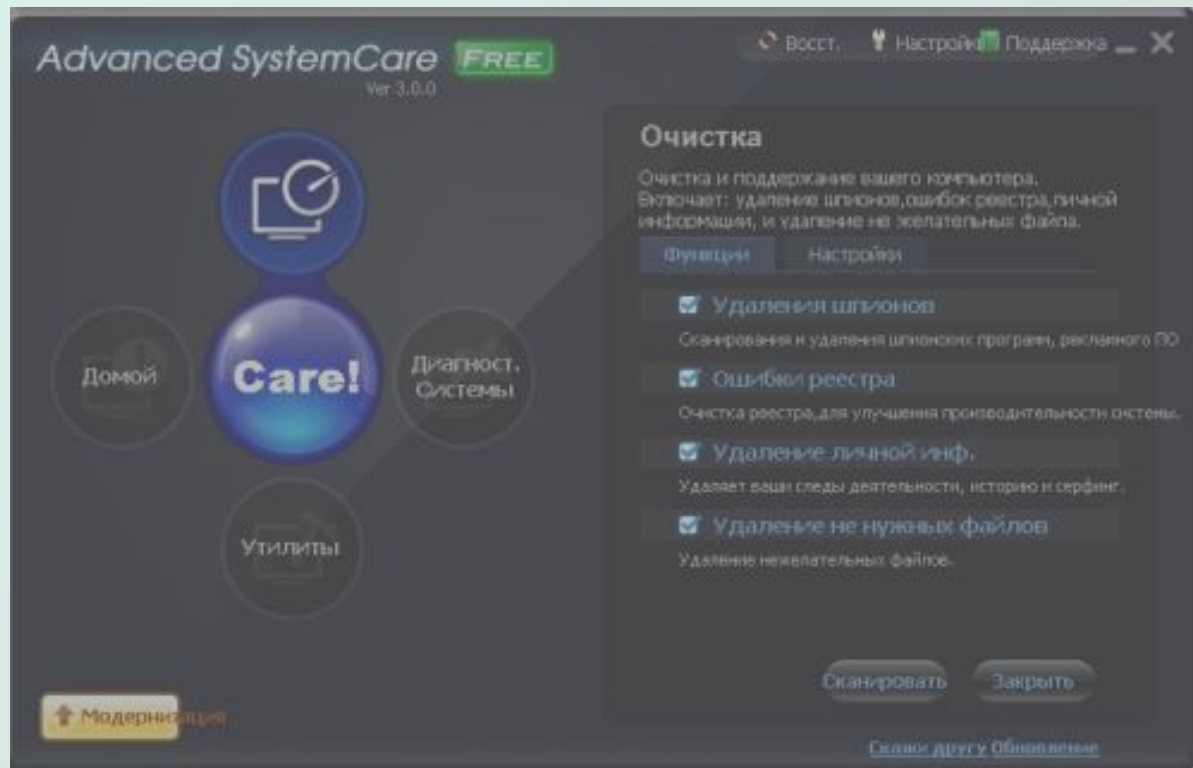 Advanced SystemCare FREE
Ver 3.0.0
Восст. Настройки Поддержка
Домой
Care!
Диагност.
Системы
Утилиты
Модернизация
Очистка
Очистка и поддержание вашего компьютера.
Включает: удаление шпионов,ошибок реестра,личной
информации, и удаление не желательных файла.
Функции Настройки
Удаления шпионов
Сканирования и удаления шпионских програмн, рекланного ПО
Ошибки реестра
Очистка реестра,для улучшения производительности системы.
Удаление личной инф.
Удаляет ваши следы деятельности, историю и серфинг.
Удаление не нужных файлов
Удаление нежелательных файлов.
Сканировать Закрыть
Скажи другу Обновление